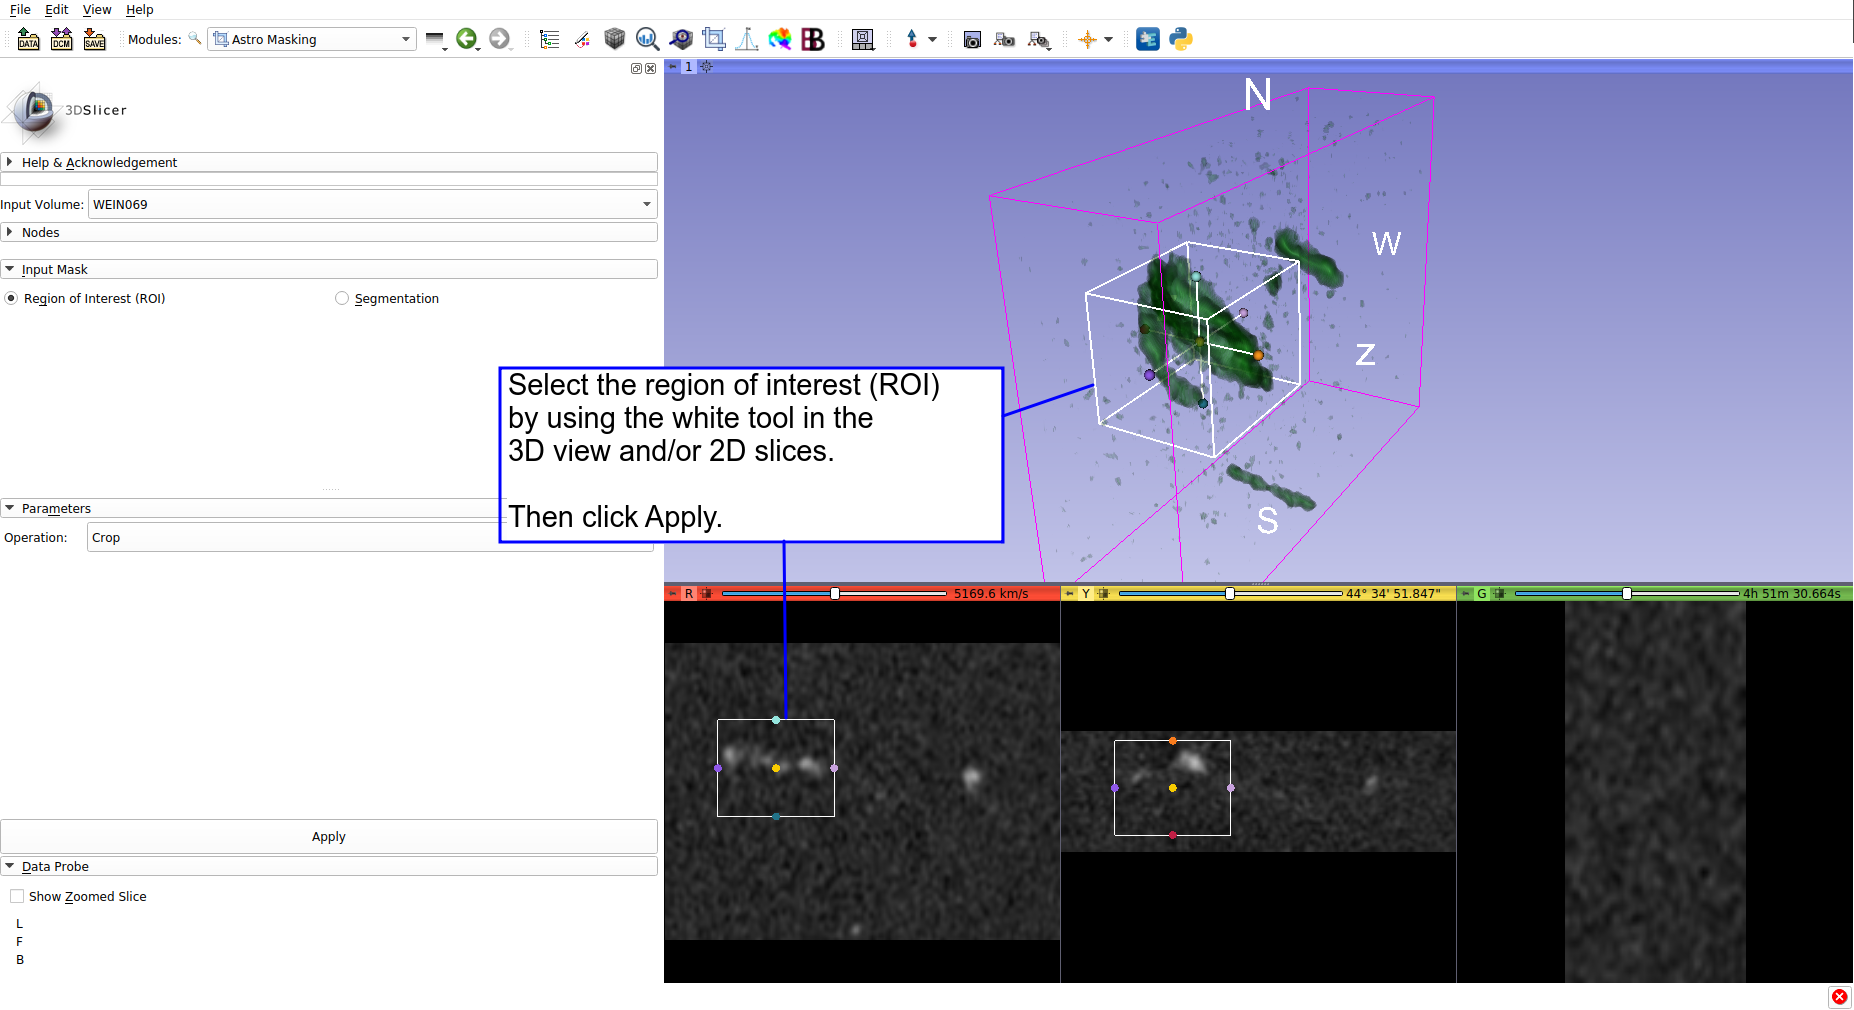 File Edit View Help
DATA DCM SAVE Modules: Astro Masking
1
3DSlicer
Help & Acknowledgement
Input Volume: WEIN069
Nodes
Input Mask
Region of Interest (ROI) Segmentation
Parameters
Operation: Crop
Apply
Data Probe
Show Zoomed Slice
L
F
B
N
W
Z
S
Select the region of interest (ROI)
by using the white tool in the
3D view and/or 2D slices.
Then click Apply.
R 5169.6 km/s
Y 44° 34' 51.847"
G 4h 51m 30.664s